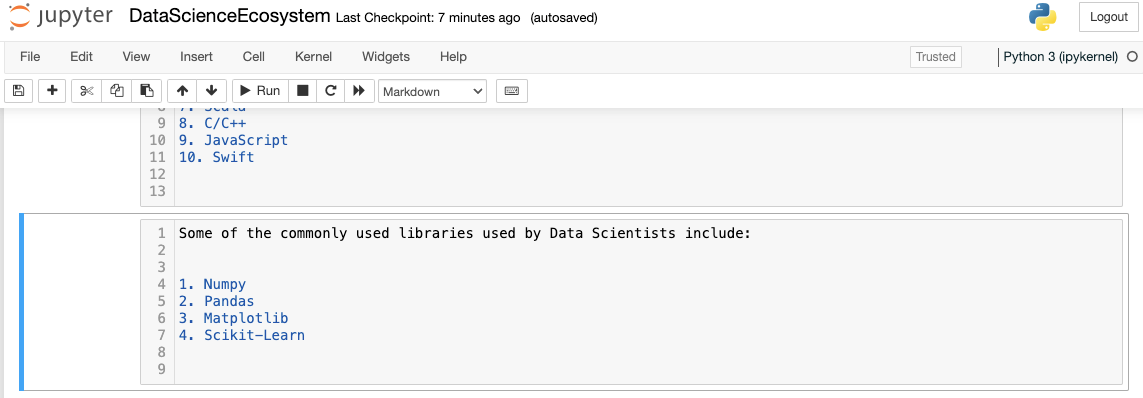 jupyter DataScienceEcosystem Last Checkpoint: 7 minutes ago (autosaved)
Logout
File Edit View Insert Cell Kernel Widgets Help
Trusted Python 3 (ipykernel)
Run Markdown
9 8. C/C++
10 9. JavaScript
11 10. Swift
12
13
1 Some of the commonly used libraries used by Data Scientists include:
2
3
4 1. Numpy
5 2. Pandas
6 3. Matplotlib
7 4. Scikit-Learn
8
9